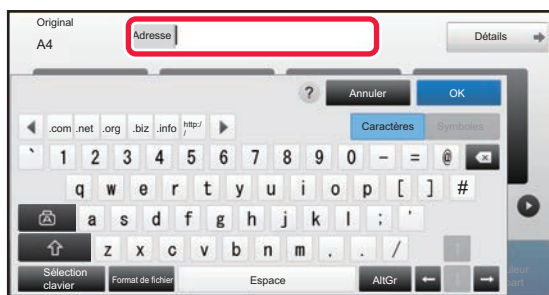 Original
A4
Adresse
Détails
? Annuler OK
.com .net .org .biz .info http:/
/
Caractères Symboles
` 1 2 3 4 5 6 7 8 9 0 - = @
q w e r t y u i o p [ ] #
a s d f g h j k l ; '
z x c v b n m , . /
Sélection
clavier
Format de fichier
Espace
AltGr